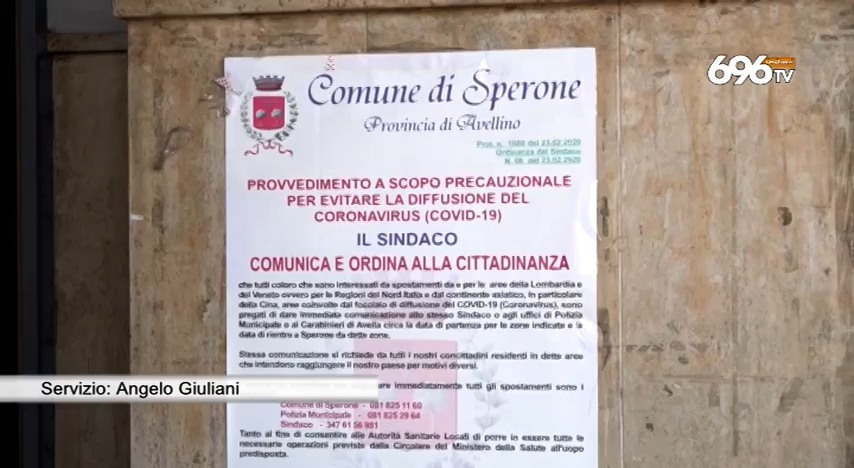 696 TV
Comune di Sperone
Provincia di Avellino
Prot. n. 1088 del 23.02.2020
Ordinanza del Sindaco
N. 06 del 23.02.2020
PROVVEDIMENTO A SCOPO PRECAUZIONALE
PER EVITARE LA DIFFUSIONE DEL
CORONAVIRUS (COVID-19)
IL SINDACO
COMUNICA E ORDINA ALLA CITTADINANZA
che tutti coloro che sono interessati da spostamenti da e per le aree della Lombardia e
del Veneto ovvero per le Regioni del Nord Italia e dal continente asiatico, in particolare
della Cina, aree coinvolte dal focolaio di diffusione del COVID-19 (Coronavirus), sono
pregati di dare immediata comunicazione allo stesso Sindaco o agli uffici di Polizia
Municipale o ai Carabinieri di Avella circa la data di partenza per le zone indicate e la
data di rientro a Sperone da dette zone.
Stessa comunicazione si richiede da tutti i nostri concittadini residenti in dette aree
che intendono raggiungere il nostro paese per motivi diversi.
are immediatamente tutti gli spostamenti sono i
Servizio: Angelo Giuliani
Comune di Sperone - 081 825 11 60
Polizia Municipale - 081 825 29 64
Sindaco - 347 61 56 981
Tanto al fine di consentire alle Autorità Sanitarie Locali di porre in essere tutte le
necessarie operazioni previste dalla Circolare del Ministero della Salute all'uopo
predisposta.